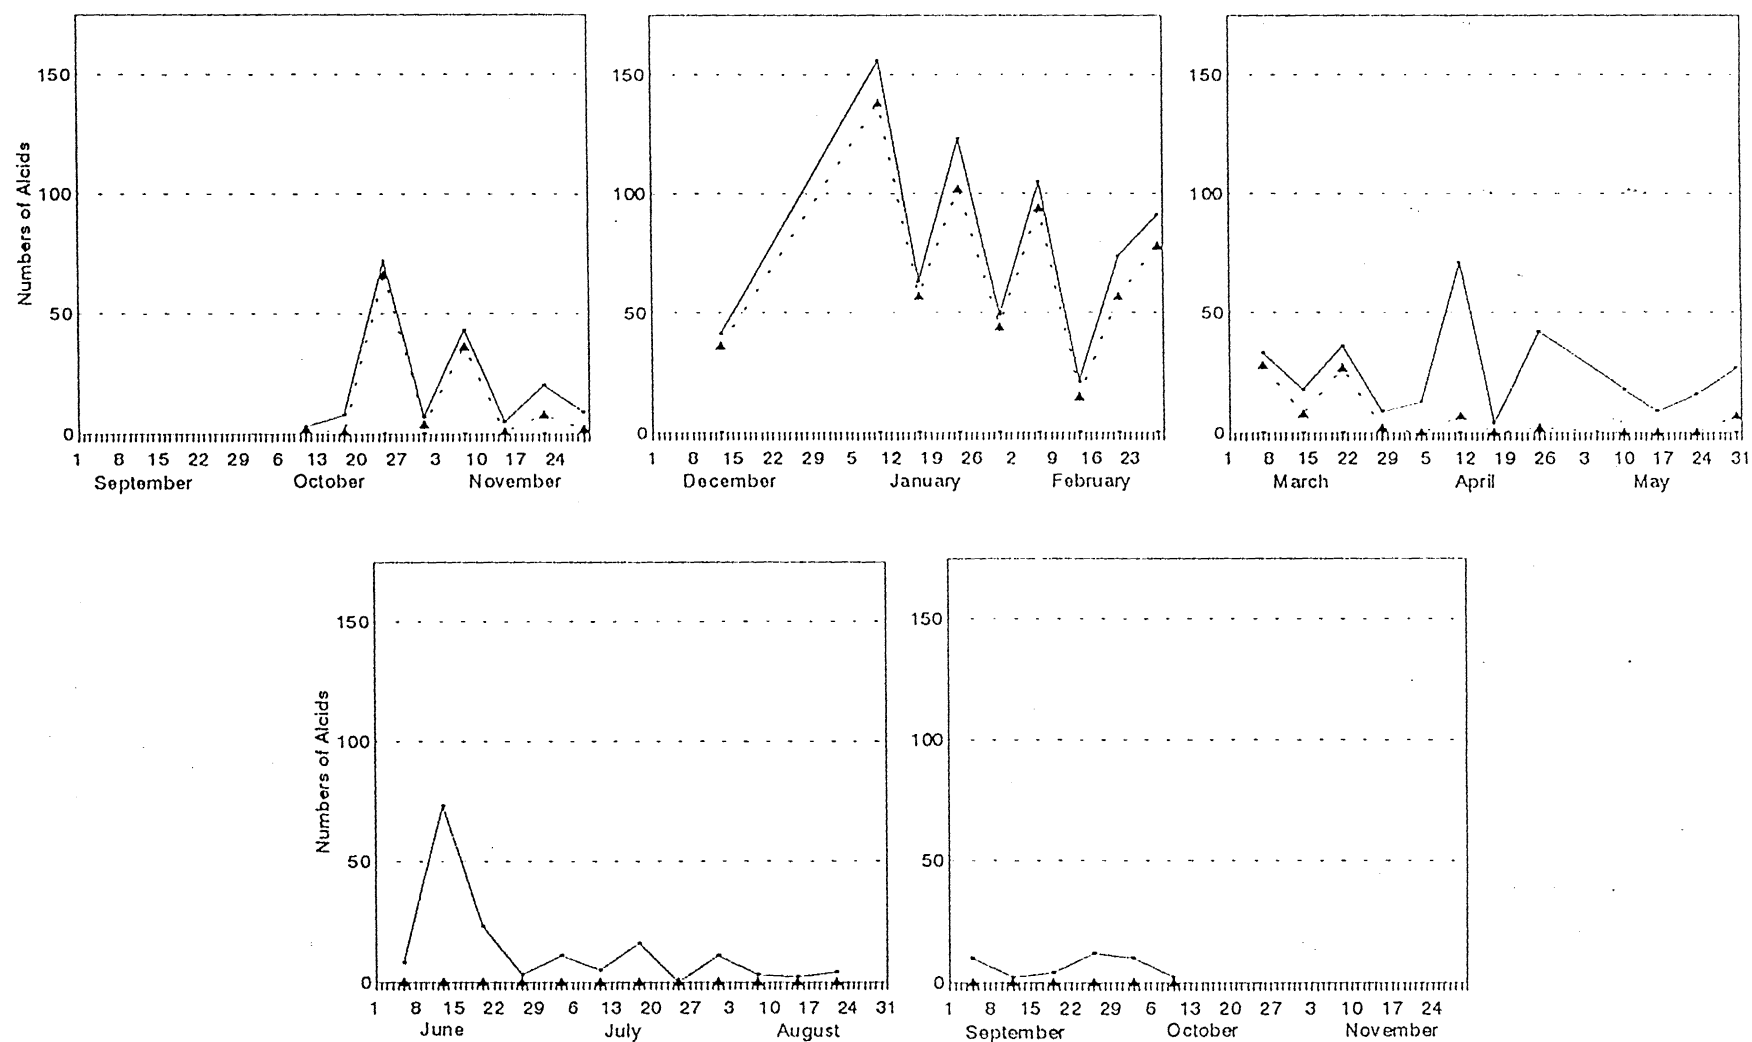 Numbers of Alcids
150
100
50
0
1 8 15 22 29 6 13 20 27 3 10 17 24
September October November
150
100
50
0
1 8 15 22 29 5 12 19 26 2 9 16 23
December January February
150
100
50
0
1 8 15 22 29 5 12 19 26 3 10 17 24 31
March April May
Numbers of Alcids
150
100
50
0
1 8 15 22 29 6 13 20 27 3 10 17 24 31
June July August
150
100
50
0
1 8 15 22 29 6 13 20 27 3 10 17 24
September October November